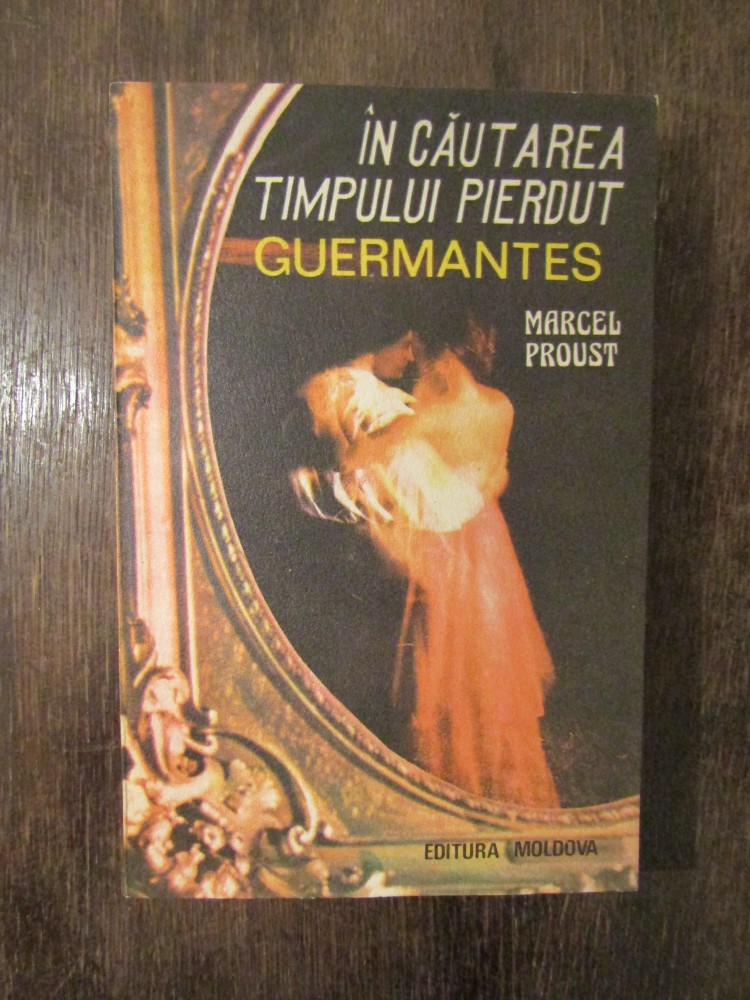 ÎN CĂUTAREA
TIMPULUI PIERDUT
GUERMANTES
MARCEL
PROUST
EDITURA MOLDOVA